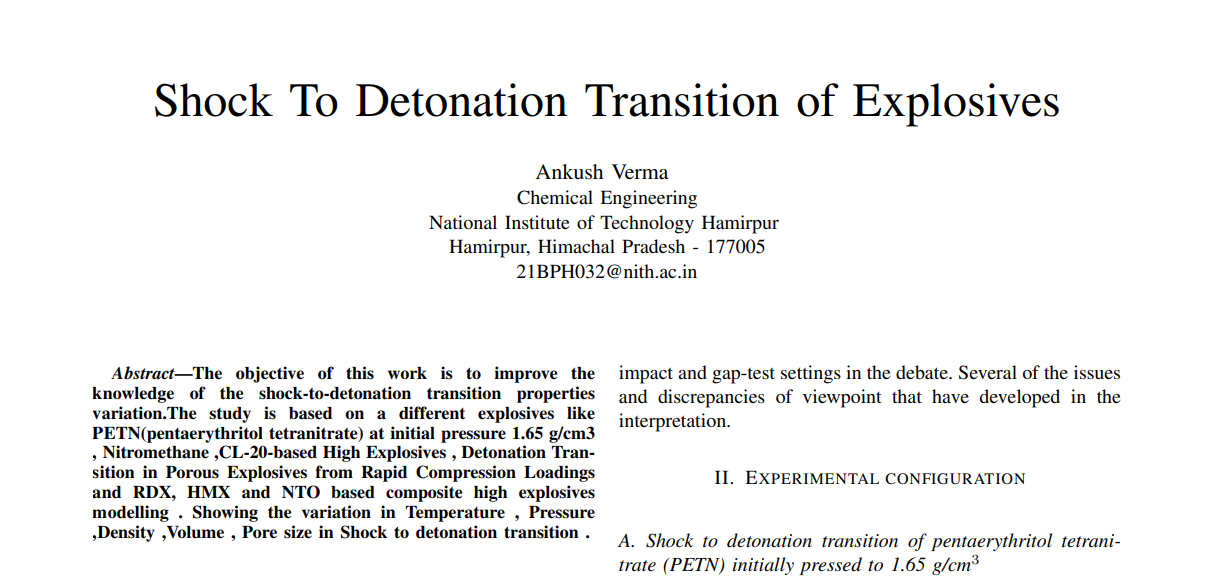 Shock To Detonation Transition of Explosives
Ankush Verma
Chemical Engineering
National Institute of Technology Hamirpur
Hamirpur, Himachal Pradesh - 177005
21BPH032@nith.ac.in
Abstract—The objective of this work is to improve the
knowledge of the shock-to-detonation transition properties
variation.The study is based on a different explosives like
PETN(pentaerythritol tetranitrate) at initial pressure 1.65 g/cm3
, Nitromethane ,CL-20-based High Explosives , Detonation Tran-
sition in Porous Explosives from Rapid Compression Loadings
and RDX, HMX and NTO based composite high explosives
modelling . Showing the variation in Temperature , Pressure
,Density ,Volume , Pore size in Shock to detonation transition .
impact and gap-test settings in the debate. Several of the issues
and discrepancies of viewpoint that have developed in the
interpretation.
II. EXPERIMENTAL CONFIGURATION
A. Shock to detonation transition of pentaerythritol tetrani-
trate (PETN) initially pressed to 1.65 g/cm³